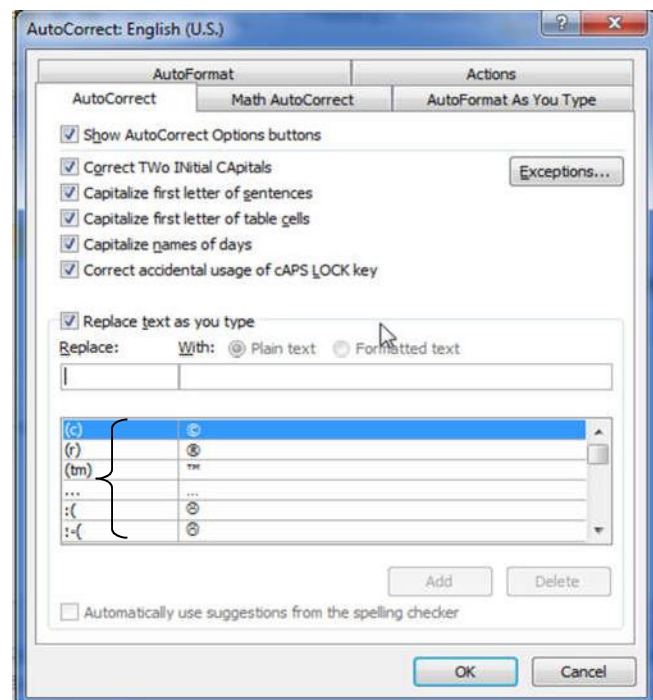 AutoCorrect: English (U.S.)
AutoFormat Actions
AutoCorrect Math AutoCorrect AutoFormat As You Type
Show AutoCorrect Options buttons
Correct TWo INitial CApitals Exceptions...
Capitalize first letter of sentences
Capitalize first letter of table cells
Capitalize names of days
Correct accidental usage of cAPS LOCK key
Replace text as you type
Replace: With: Plain text Formatted text
(c) ©
(r) ®
(tm) ™
... ...
:( ☹
:-( ☹
Add Delete
Automatically use suggestions from the spelling checker
OK Cancel